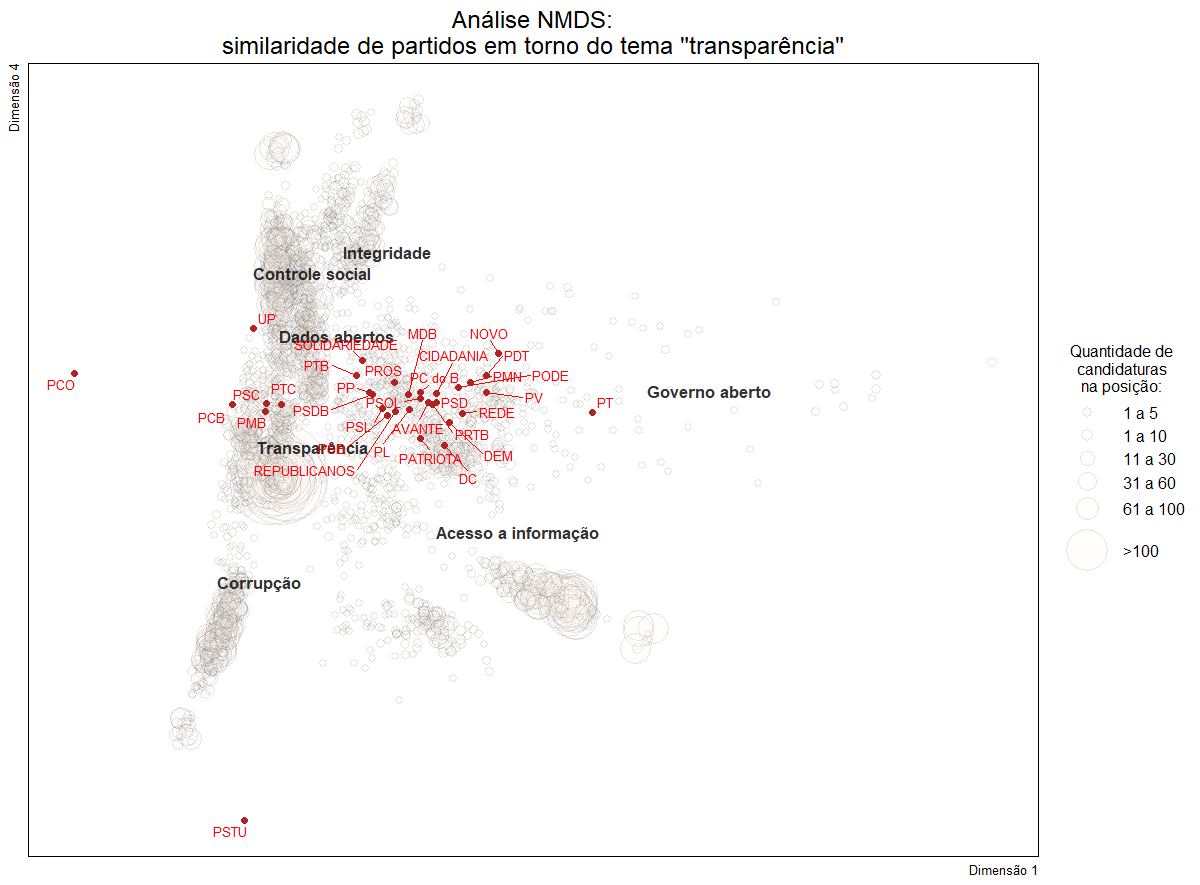 Análise NMDS:
similaridade de partidos em torno do tema "transparência"
Dimensão 4
Integridade
Controle social
UP
Dados abertos
MDB
NOVO
SOLIDARIEDADE
CIDADANIA
PDT
PTB
PROS
PC do B
PMN
PODE
PCO
PP
Governo aberto
PSC
PTC
PSOL
PSD
PV
PT
PCB
PMB
PSDB
REDE
PSL
AVANTE
PRTB
Transparência
PL
PATRIOTA
DEM
REPUBLICANOS
DC
Acesso a informação
Corrupção
PSTU
Dimensão 1
Quantidade de
candidaturas
na posição:
1 a 5
1 a 10
11 a 30
31 a 60
61 a 100
>100